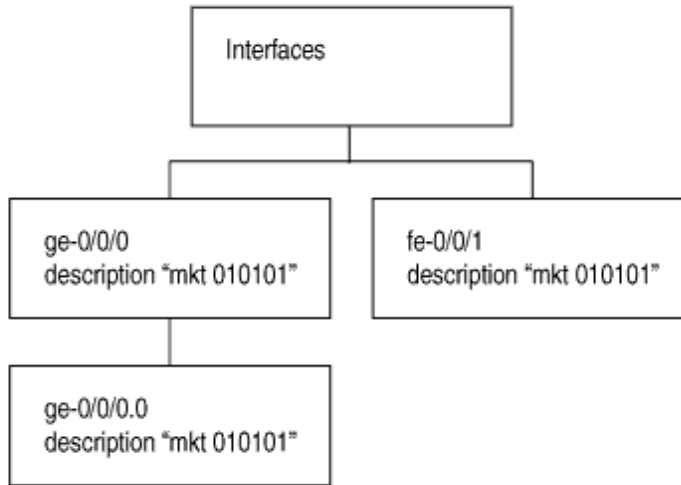 Interfaces
ge-0/0/0
description “mkt 010101”
fe-0/0/1
description “mkt 010101”
ge-0/0/0.0
description “mkt 010101”